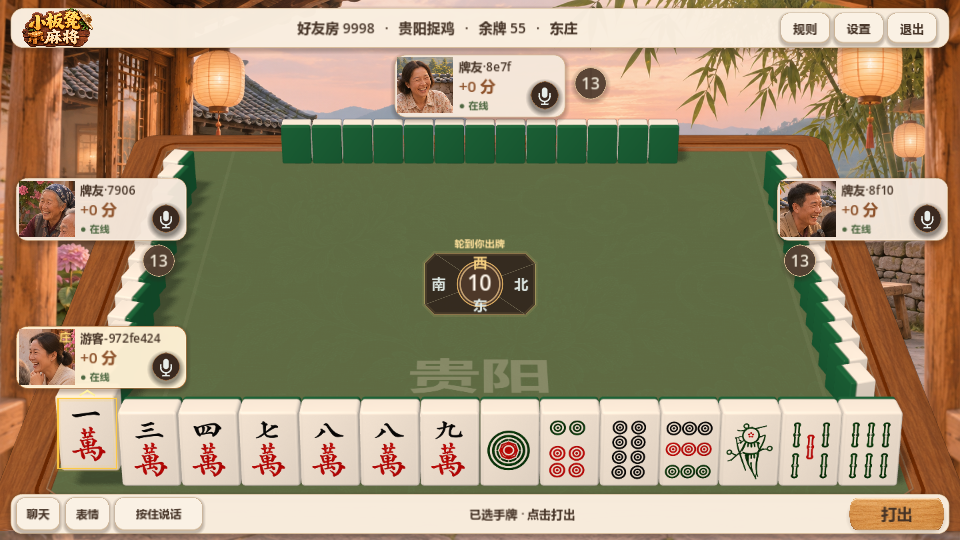 小板凳
麻将
好友房 9998 · 贵阳捉鸡 · 余牌 55 · 东庄
规则
设置
退出
牌友·8e7f
+0 分
在线
13
牌友·7906
+0 分
在线
13
牌友·8f10
+0 分
在线
13
轮到你出牌
西
南 10 北
东
庄
游客-972fe424
+0 分
在线
贵阳
一萬 三萬 四萬 七萬 八萬 八萬 九萬
聊天
表情
按住说话
已选手牌 · 点击打出
打出